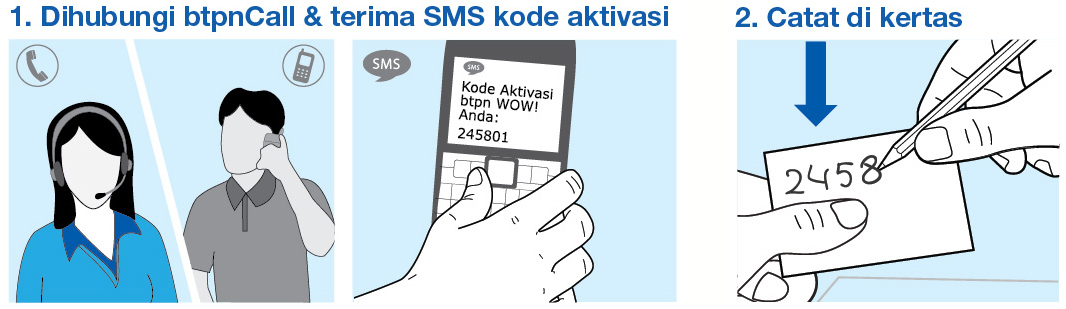 1. Dihubungi btpnCall & terima SMS kode aktivasi
2. Catat di kertas
SMS
SMS
Kode Aktivasi
btpn WOW!
Anda:
245801
2458